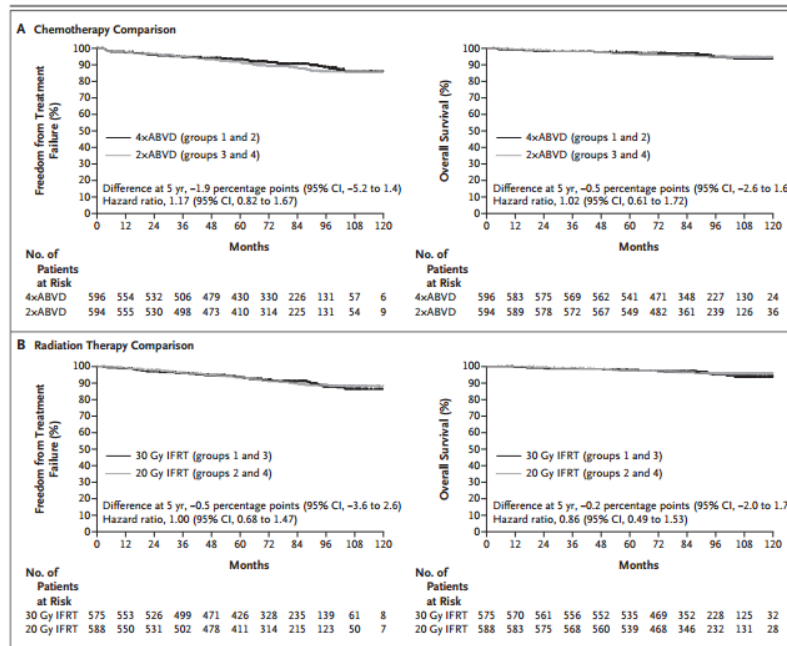 A Chemotherapy Comparison
Freedom from Treatment
Failure (%)
100
90
80
70
60
50
40
30
20
10
0
4×ABVD (groups 1 and 2)
2×ABVD (groups 3 and 4)
Difference at 5 yr, −1.9 percentage points (95% CI, −5.2 to 1.4)
Hazard ratio, 1.17 (95% CI, 0.82 to 1.67)
0 12 24 36 48 60 72 84 96 108 120
Months
No. of
Patients
at Risk
4×ABVD 596 554 532 506 479 430 330 226 131 57 6
2×ABVD 594 555 530 498 473 410 314 225 131 54 9
Overall Survival (%)
100
90
80
70
60
50
40
30
20
10
0
4×ABVD (groups 1 and 2)
2×ABVD (groups 3 and 4)
Difference at 5 yr, −0.5 percentage points (95% CI, −2.6 to 1.6
Hazard ratio, 1.02 (95% CI, 0.61 to 1.72)
0 12 24 36 48 60 72 84 96 108 120
Months
No. of
Patients
at Risk
4×ABVD 596 583 575 569 562 541 471 348 227 130 24
2×ABVD 594 589 578 572 567 549 482 361 239 126 36
B Radiation Therapy Comparison
Freedom from Treatment
Failure (%)
100
90
80
70
60
50
40
30
20
10
0
30 Gy IFRT (groups 1 and 3)
20 Gy IFRT (groups 2 and 4)
Difference at 5 yr, −0.5 percentage points (95% CI, −3.6 to 2.6)
Hazard ratio, 1.00 (95% CI, 0.68 to 1.47)
0 12 24 36 48 60 72 84 96 108 120
Months
No. of
Patients
at Risk
30 Gy IFRT 575 553 526 499 471 426 328 235 139 61 8
20 Gy IFRT 588 550 531 502 478 411 314 215 123 50 7
Overall Survival (%)
100
90
80
70
60
50
40
30
20
10
0
30 Gy IFRT (groups 1 and 3)
20 Gy IFRT (groups 2 and 4)
Difference at 5 yr, −0.2 percentage points (95% CI, −2.0 to 1.7
Hazard ratio, 0.86 (95% CI, 0.49 to 1.53)
0 12 24 36 48 60 72 84 96 108 120
Months
No. of
Patients
at Risk
30 Gy IFRT 575 570 561 556 552 535 469 352 228 125 32
20 Gy IFRT 588 583 575 568 560 539 468 346 232 131 28